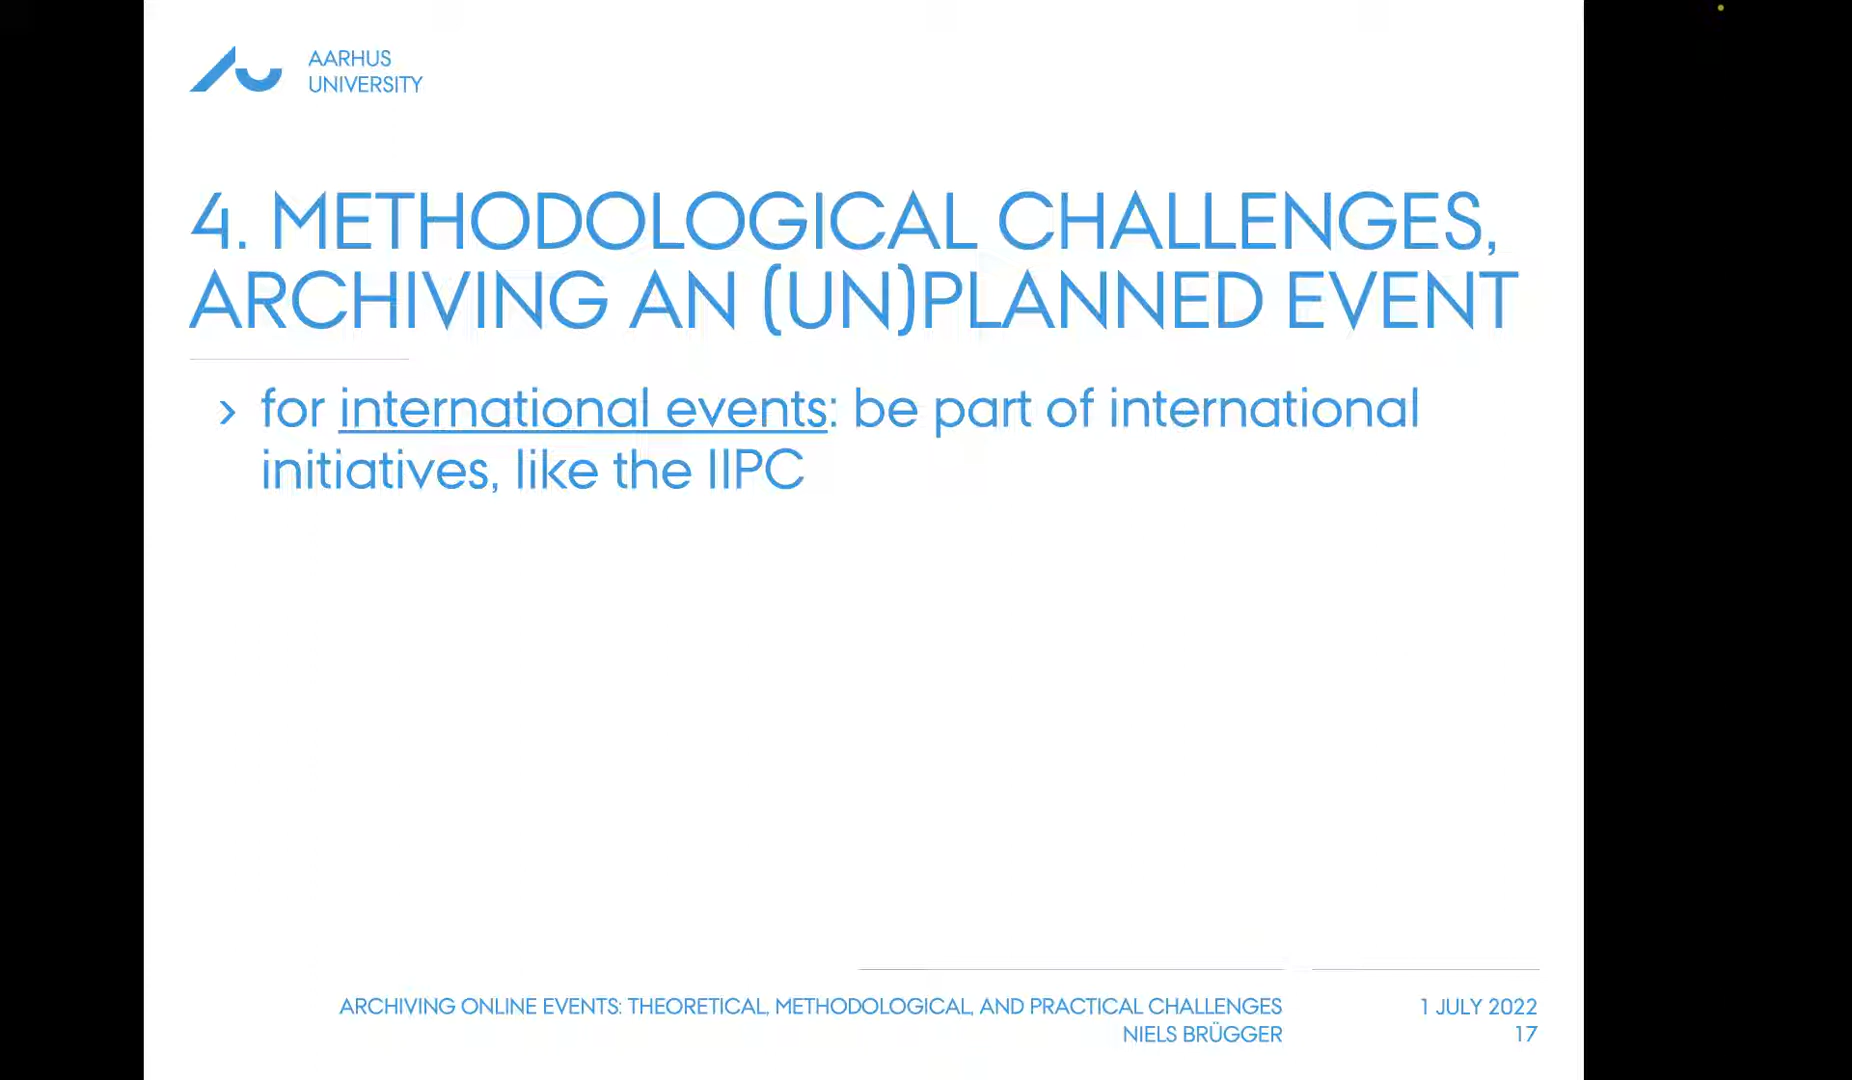 AARHUS
UNIVERSITY
4. METHODOLOGICAL CHALLENGES,
ARCHIVING AN (UN)PLANNED EVENT
› for international events: be part of international
initiatives, like the IIPC
ARCHIVING ONLINE EVENTS: THEORETICAL, METHODOLOGICAL, AND PRACTICAL CHALLENGES
NIELS BRÜGGER
1 JULY 2022
17